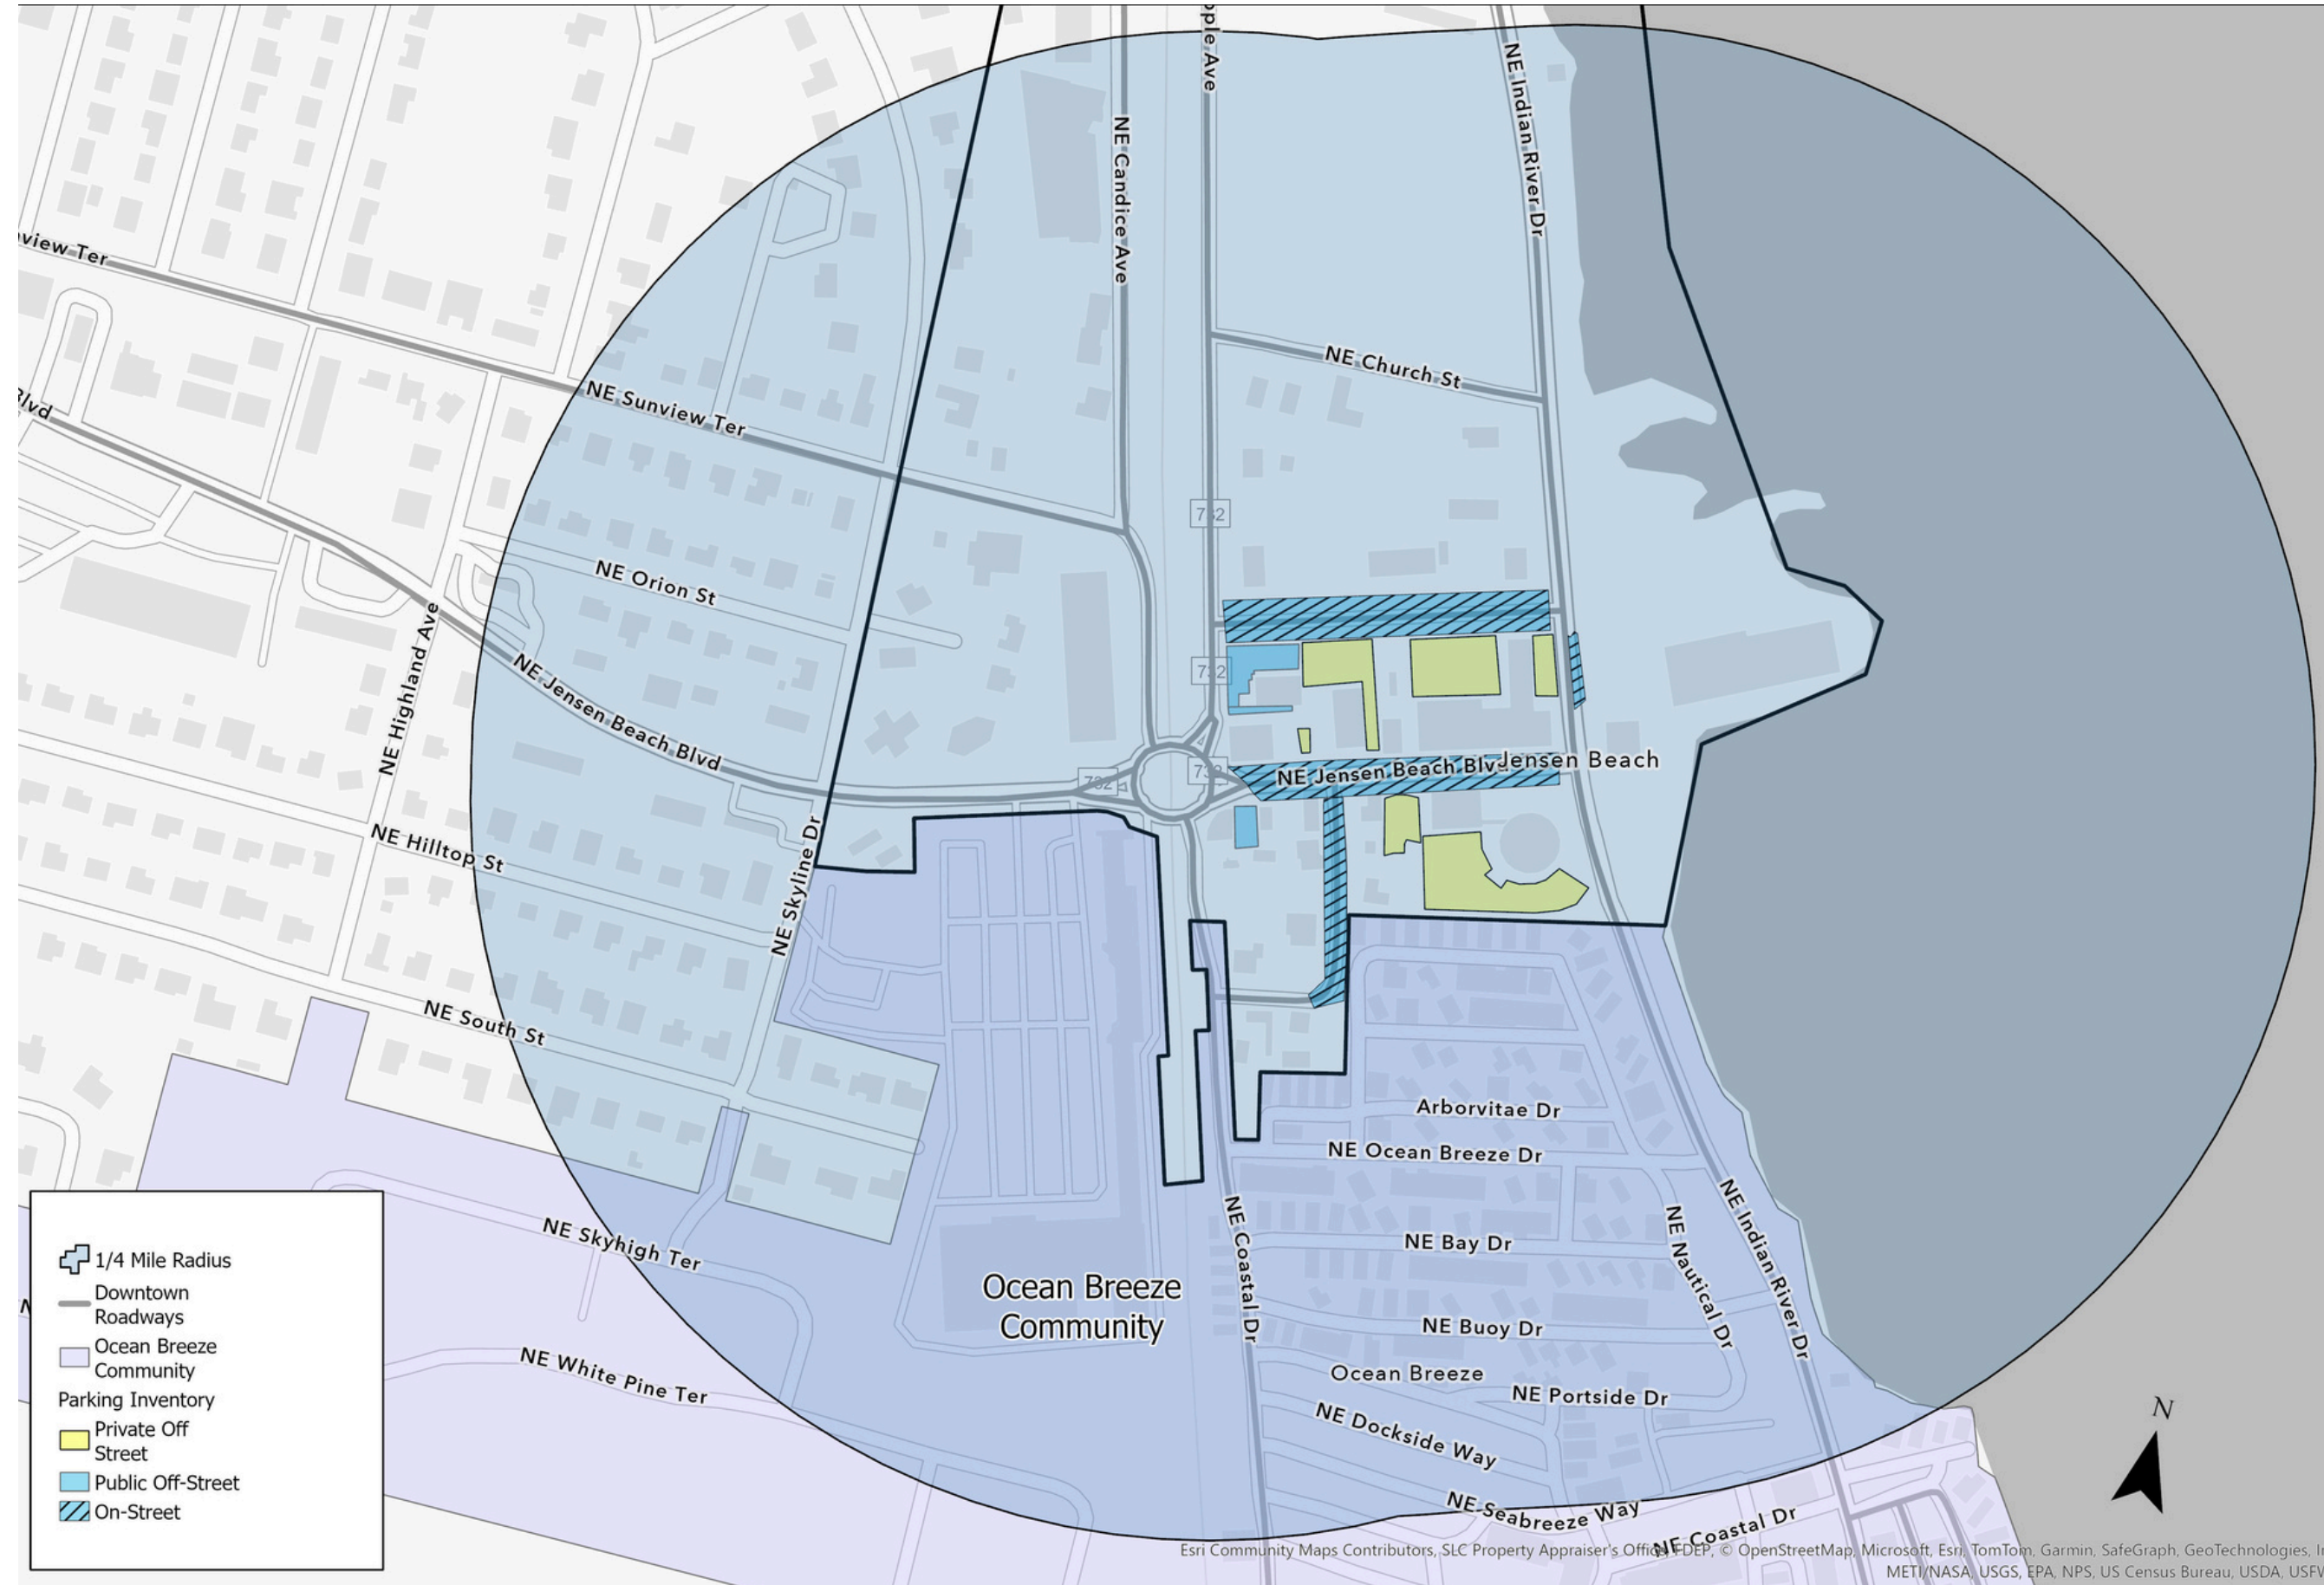 ople Ave
NE Indian River Dr
NE Candice Ave
view Ter
NE Church St
Blvd
NE Sunview Ter
732
NE Orion St
NE Highland Ave
732
NE Jensen Beach Blvd
732
732
NE Jensen Beach Blvd
Jensen Beach
NE Hilltop St
NE Skyline Dr
NE South St
Arborvitae Dr
NE Ocean Breeze Dr
NE Skyhigh Ter
NE Coastal Dr
NE Bay Dr
NE Nautical Dr
NE Indian River Dr
Ocean Breeze
Community
NE Buoy Dr
NE White Pine Ter
Ocean Breeze
NE Portside Dr
NE Dockside Way
NE Seabreeze Way
NE Coastal Dr
N
1/4 Mile Radius
Downtown
Roadways
Ocean Breeze
Community
Parking Inventory
Private Off
Street
Public Off-Street
On-Street
N
Esri Community Maps Contributors, SLC Property Appraiser's Office, FDEP, © OpenStreetMap, Microsoft, Esri, TomTom, Garmin, SafeGraph, GeoTechnologies, In
METI/NASA, USGS, EPA, NPS, US Census Bureau, USDA, USF